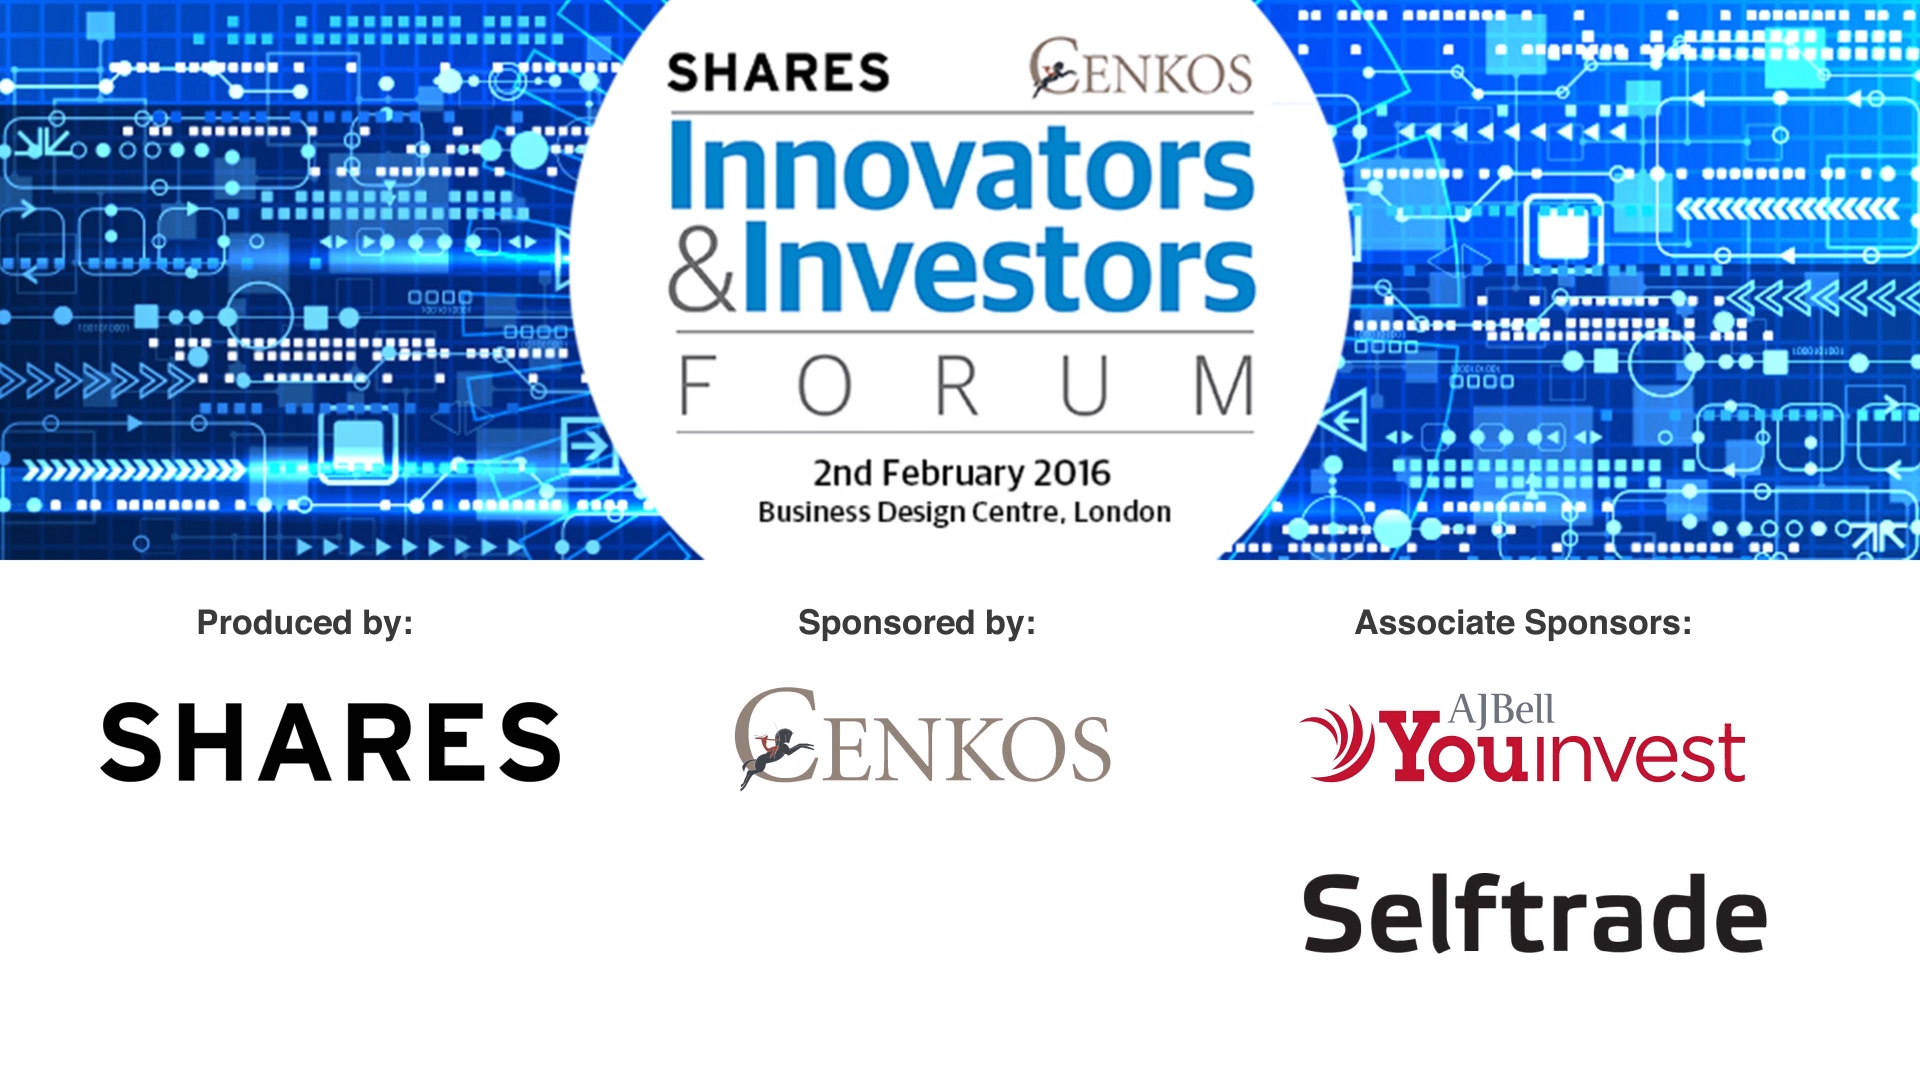 SHARES CENKOS
Innovators
&Investors
FORUM
2nd February 2016
Business Design Centre, London
Produced by:
Sponsored by:
Associate Sponsors:
SHARES
CENKOS
AJBell
Youinvest
Selftrade